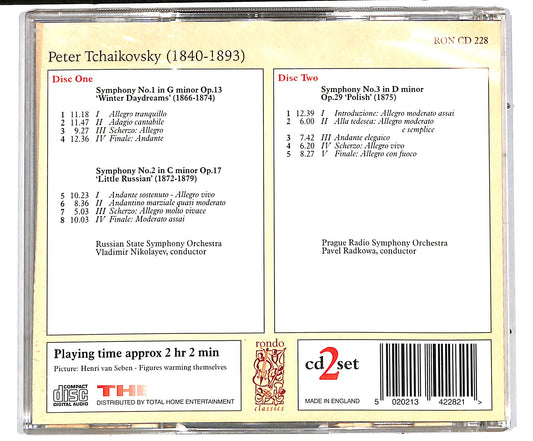 RON CD 228
Peter Tchaikovsky (1840-1893)
Disc One
Symphony No.1 in G minor Op.13
'Winter Daydreams' (1866-1874)
1 11.18 I Allegro tranquillo
2 11.47 II Adagio cantabile
3 9.27 III Scherzo: Allegro
4 12.36 IV Finale: Andante
Symphony No.2 in C minor Op.17
'Little Russian' (1872-1879)
5 10.23 I Andante sostenuto - Allegro vivo
6 8.36 II Andantino marziale quasi moderato
7 5.03 III Scherzo: Allegro molto vivace
8 10.03 IV Finale: Moderato assai
Russian State Symphony Orchestra
Vladimir Nikolayev, conductor
Disc Two
Symphony No.3 in D minor
Op.29 'Polish' (1875)
1 12.39 I Introduzione: Allegro moderato assai
2 6.00 II Alla tedesca: Allegro moderato
e semplice
3 7.42 III Andante elegaico
4 6.20 IV Scherzo: Allegro vivo
5 8.27 V Finale: Allegro con fuoco
Prague Radio Symphony Orchestra
Pavel Radkowa, conductor
Playing time approx 2 hr 2 min
Picture: Henri van Seben - Figures warming themselves
COMPACT
disc
DIGITAL AUDIO
THE
DISTRIBUTED BY TOTAL HOME ENTERTAINMENT
rondo
classics
cd 2 set
MADE IN ENGLAND
5 020213 422821 >